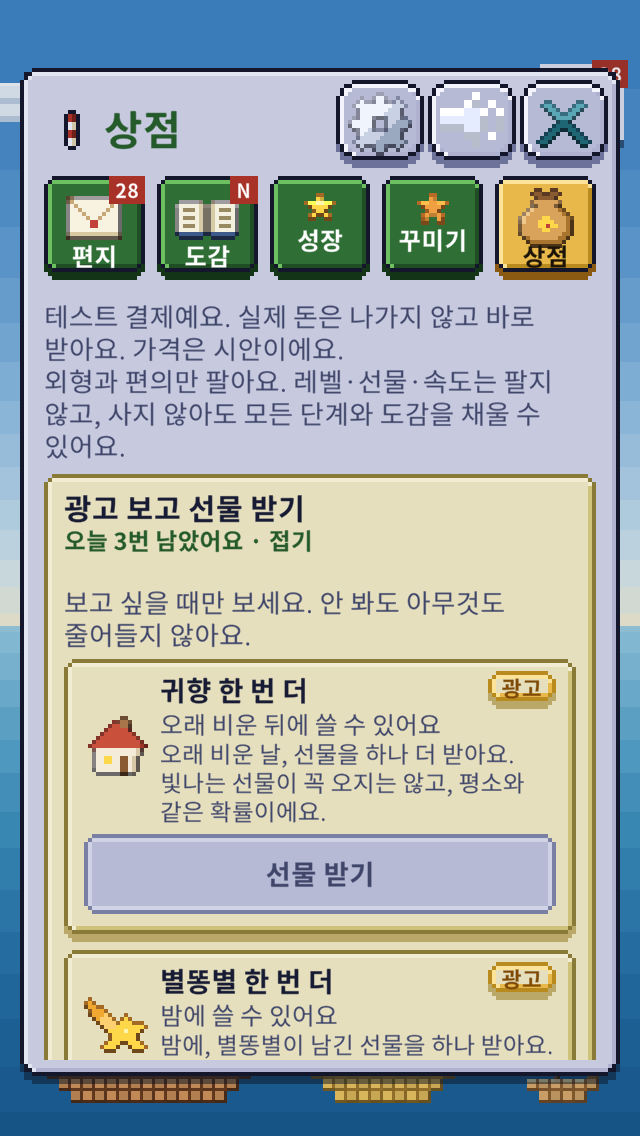 상점
28
편지
N
도감
성장
꾸미기
상점
테스트 결제예요. 실제 돈은 나가지 않고 바로
받아요. 가격은 시안이에요.
외형과 편의만 팔아요. 레벨·선물·속도는 팔지
않고, 사지 않아도 모든 단계와 도감을 채울 수
있어요.
광고 보고 선물 받기
오늘 3번 남았어요 · 접기
보고 싶을 때만 보세요. 안 봐도 아무것도
줄어들지 않아요.
귀향 한 번 더
광고
오래 비운 뒤에 쓸 수 있어요
오래 비운 날, 선물을 하나 더 받아요.
빛나는 선물이 꼭 오지는 않고, 평소와
같은 확률이에요.
선물 받기
별똥별 한 번 더
광고
밤에 쓸 수 있어요
밤에, 별똥별이 남긴 선물을 하나 받아요.